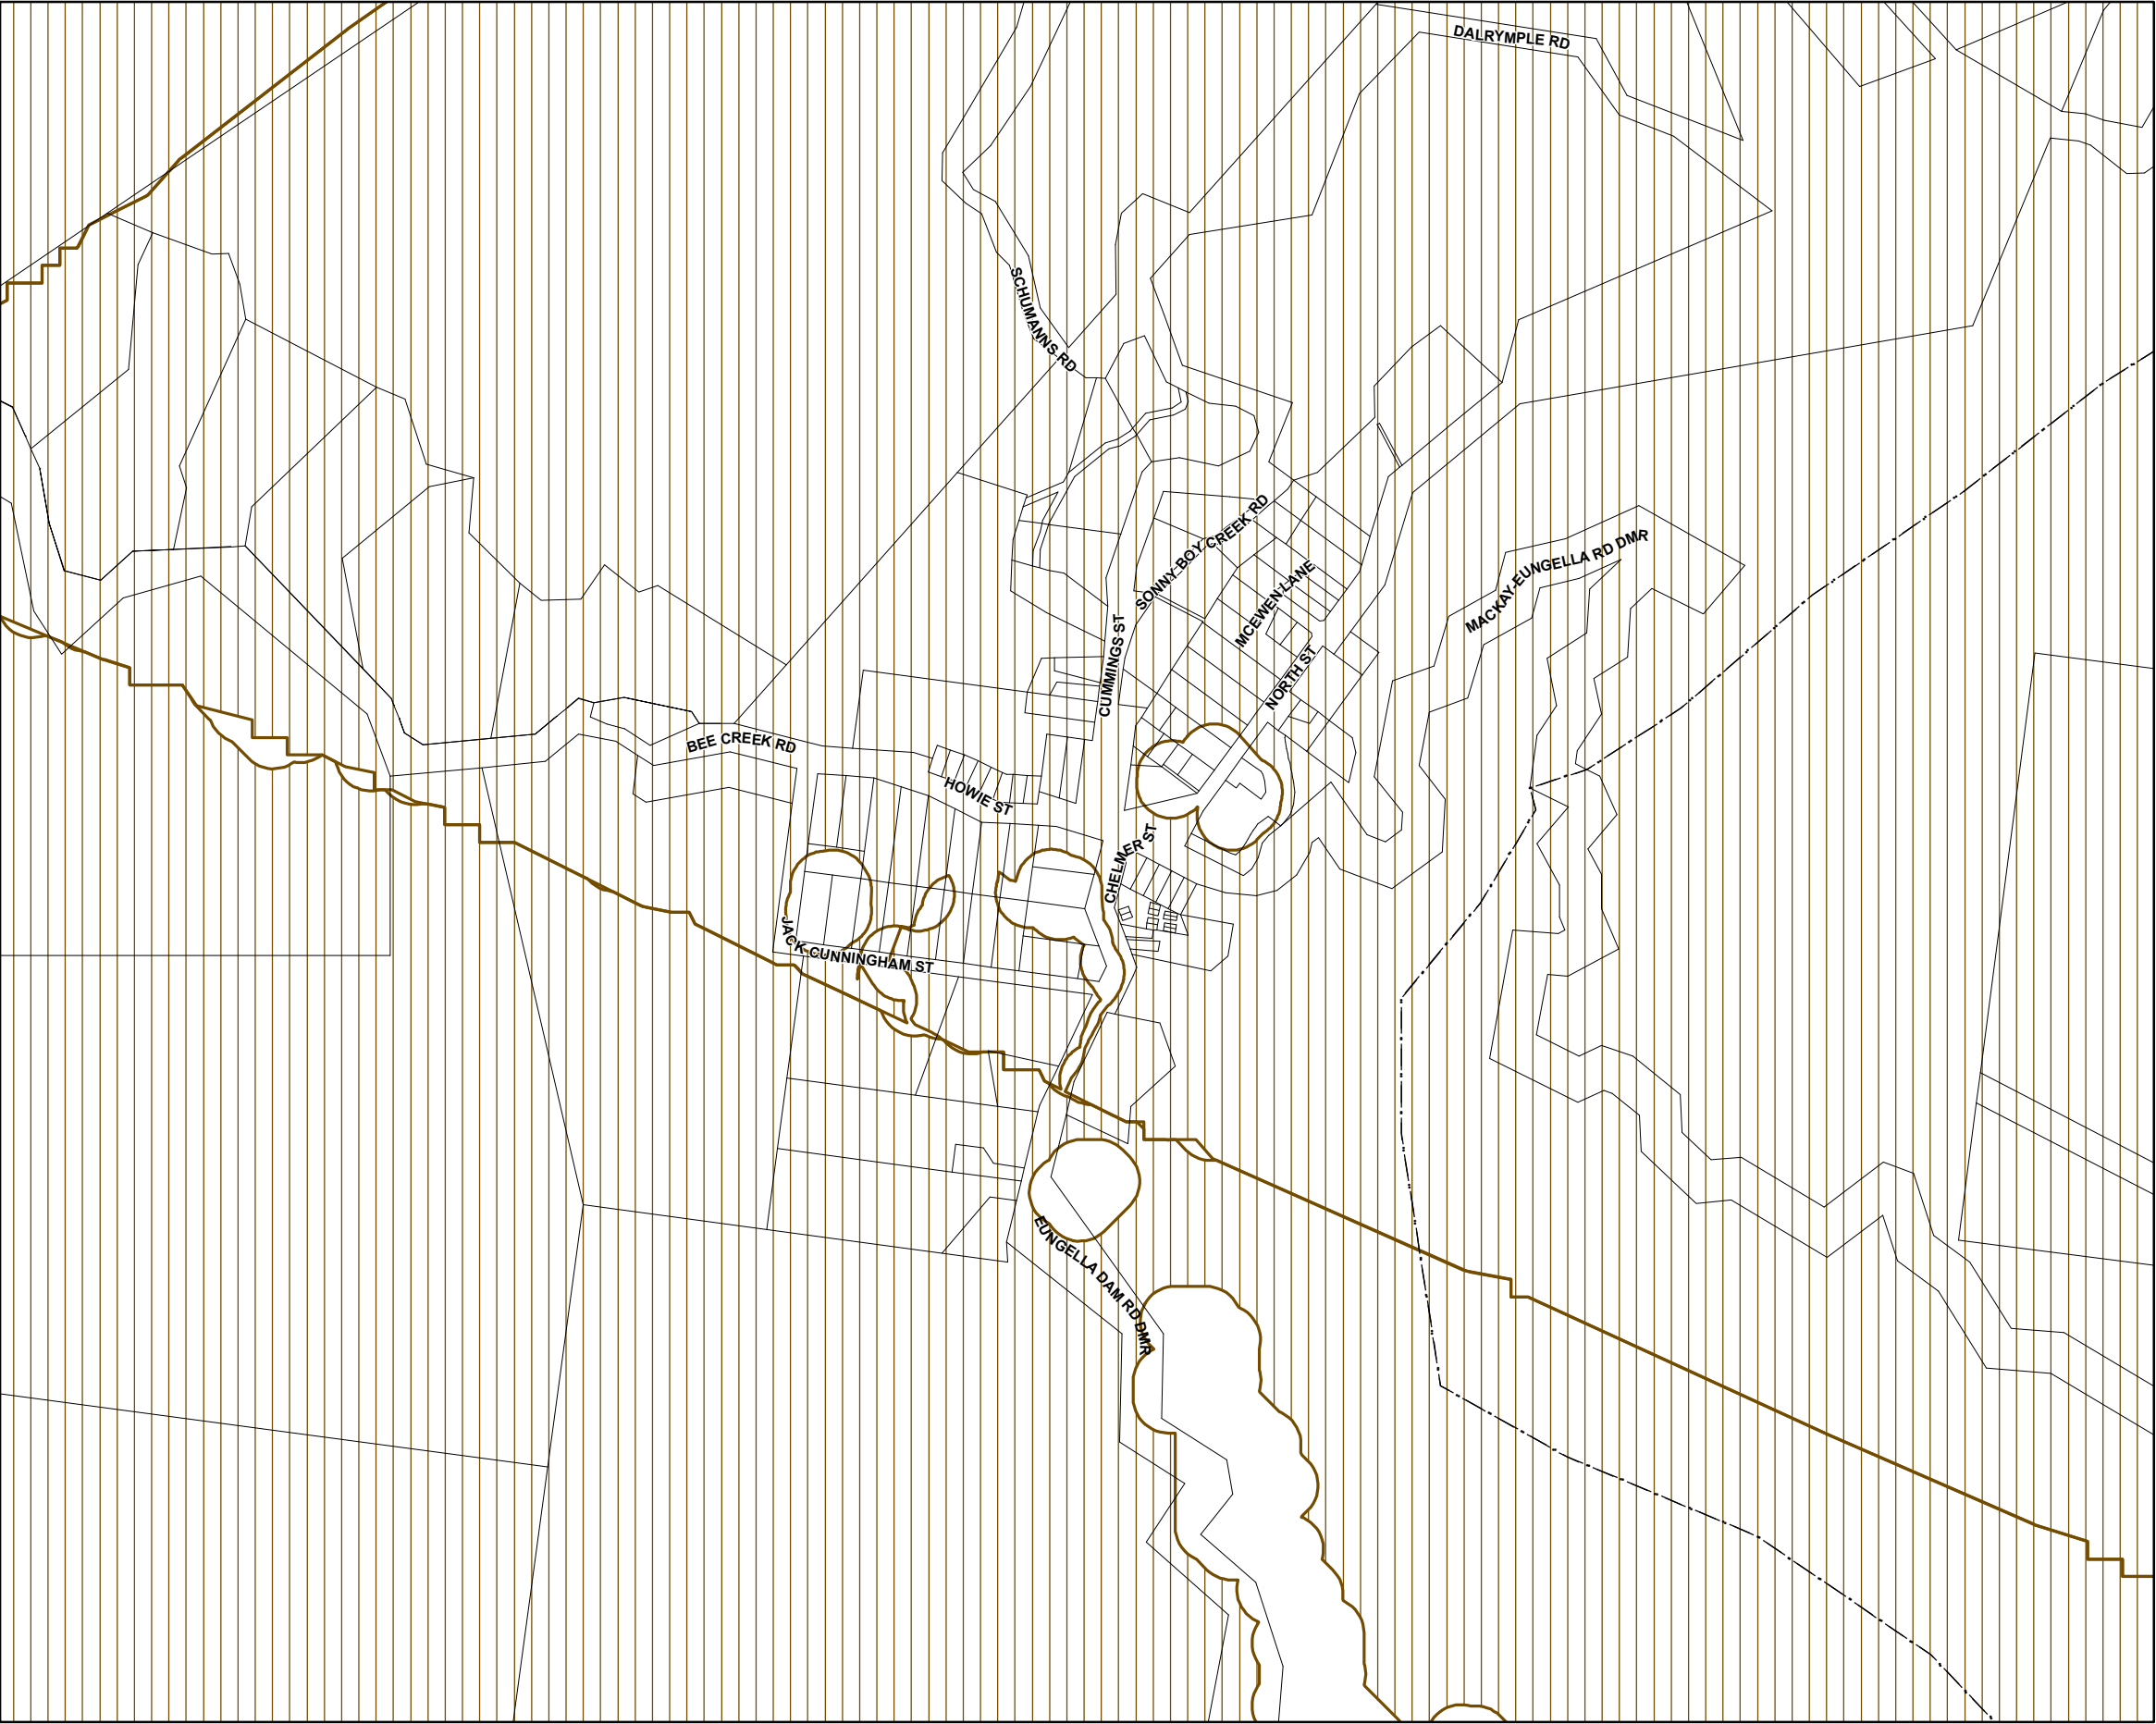 DALRYMPLE RD
SCHUMANNS RD
SONNY BOY CREEK RD
MACKAY-EUNGELLA RD DMR
MCEWEN LANE
CUMMINGS ST
NORTH ST
BEE CREEK RD
HOWIE ST
CHELMER ST
JACK CUNNINGHAM ST
EUNGELLA DAM RD DMR